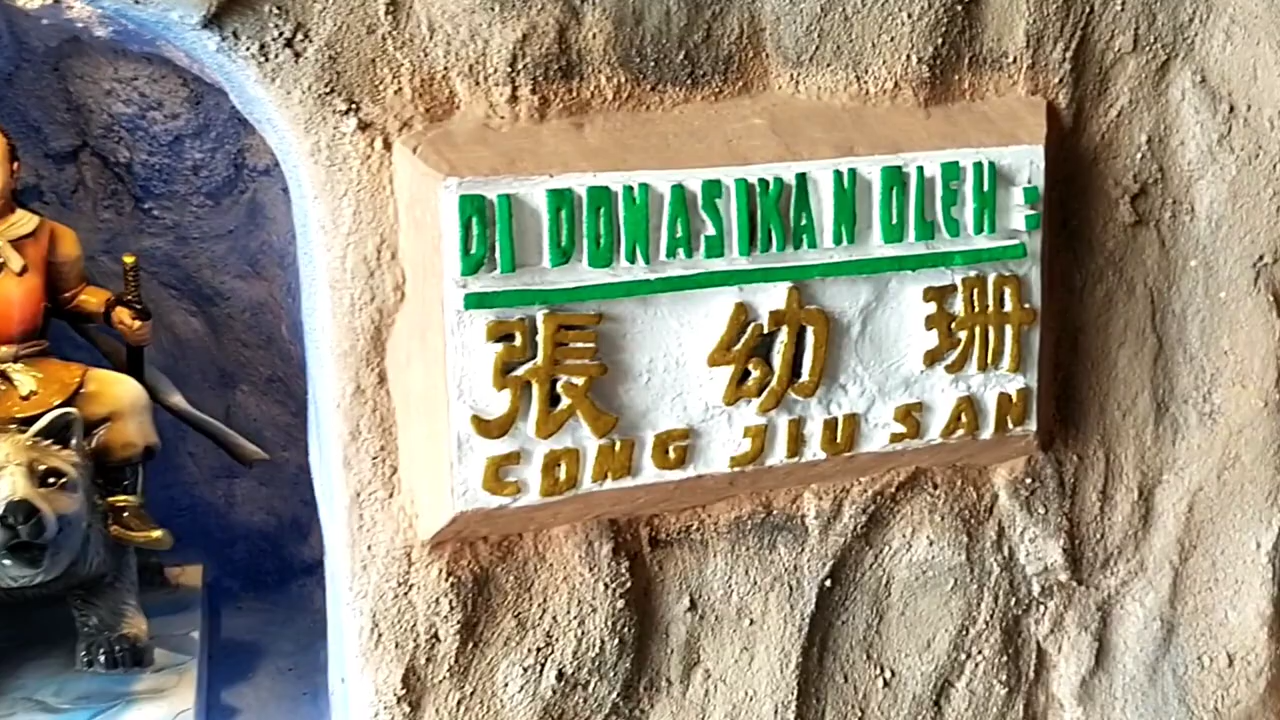 DI DONASIKAN OLEH :
張 幼 珊
CONG JIU SAN